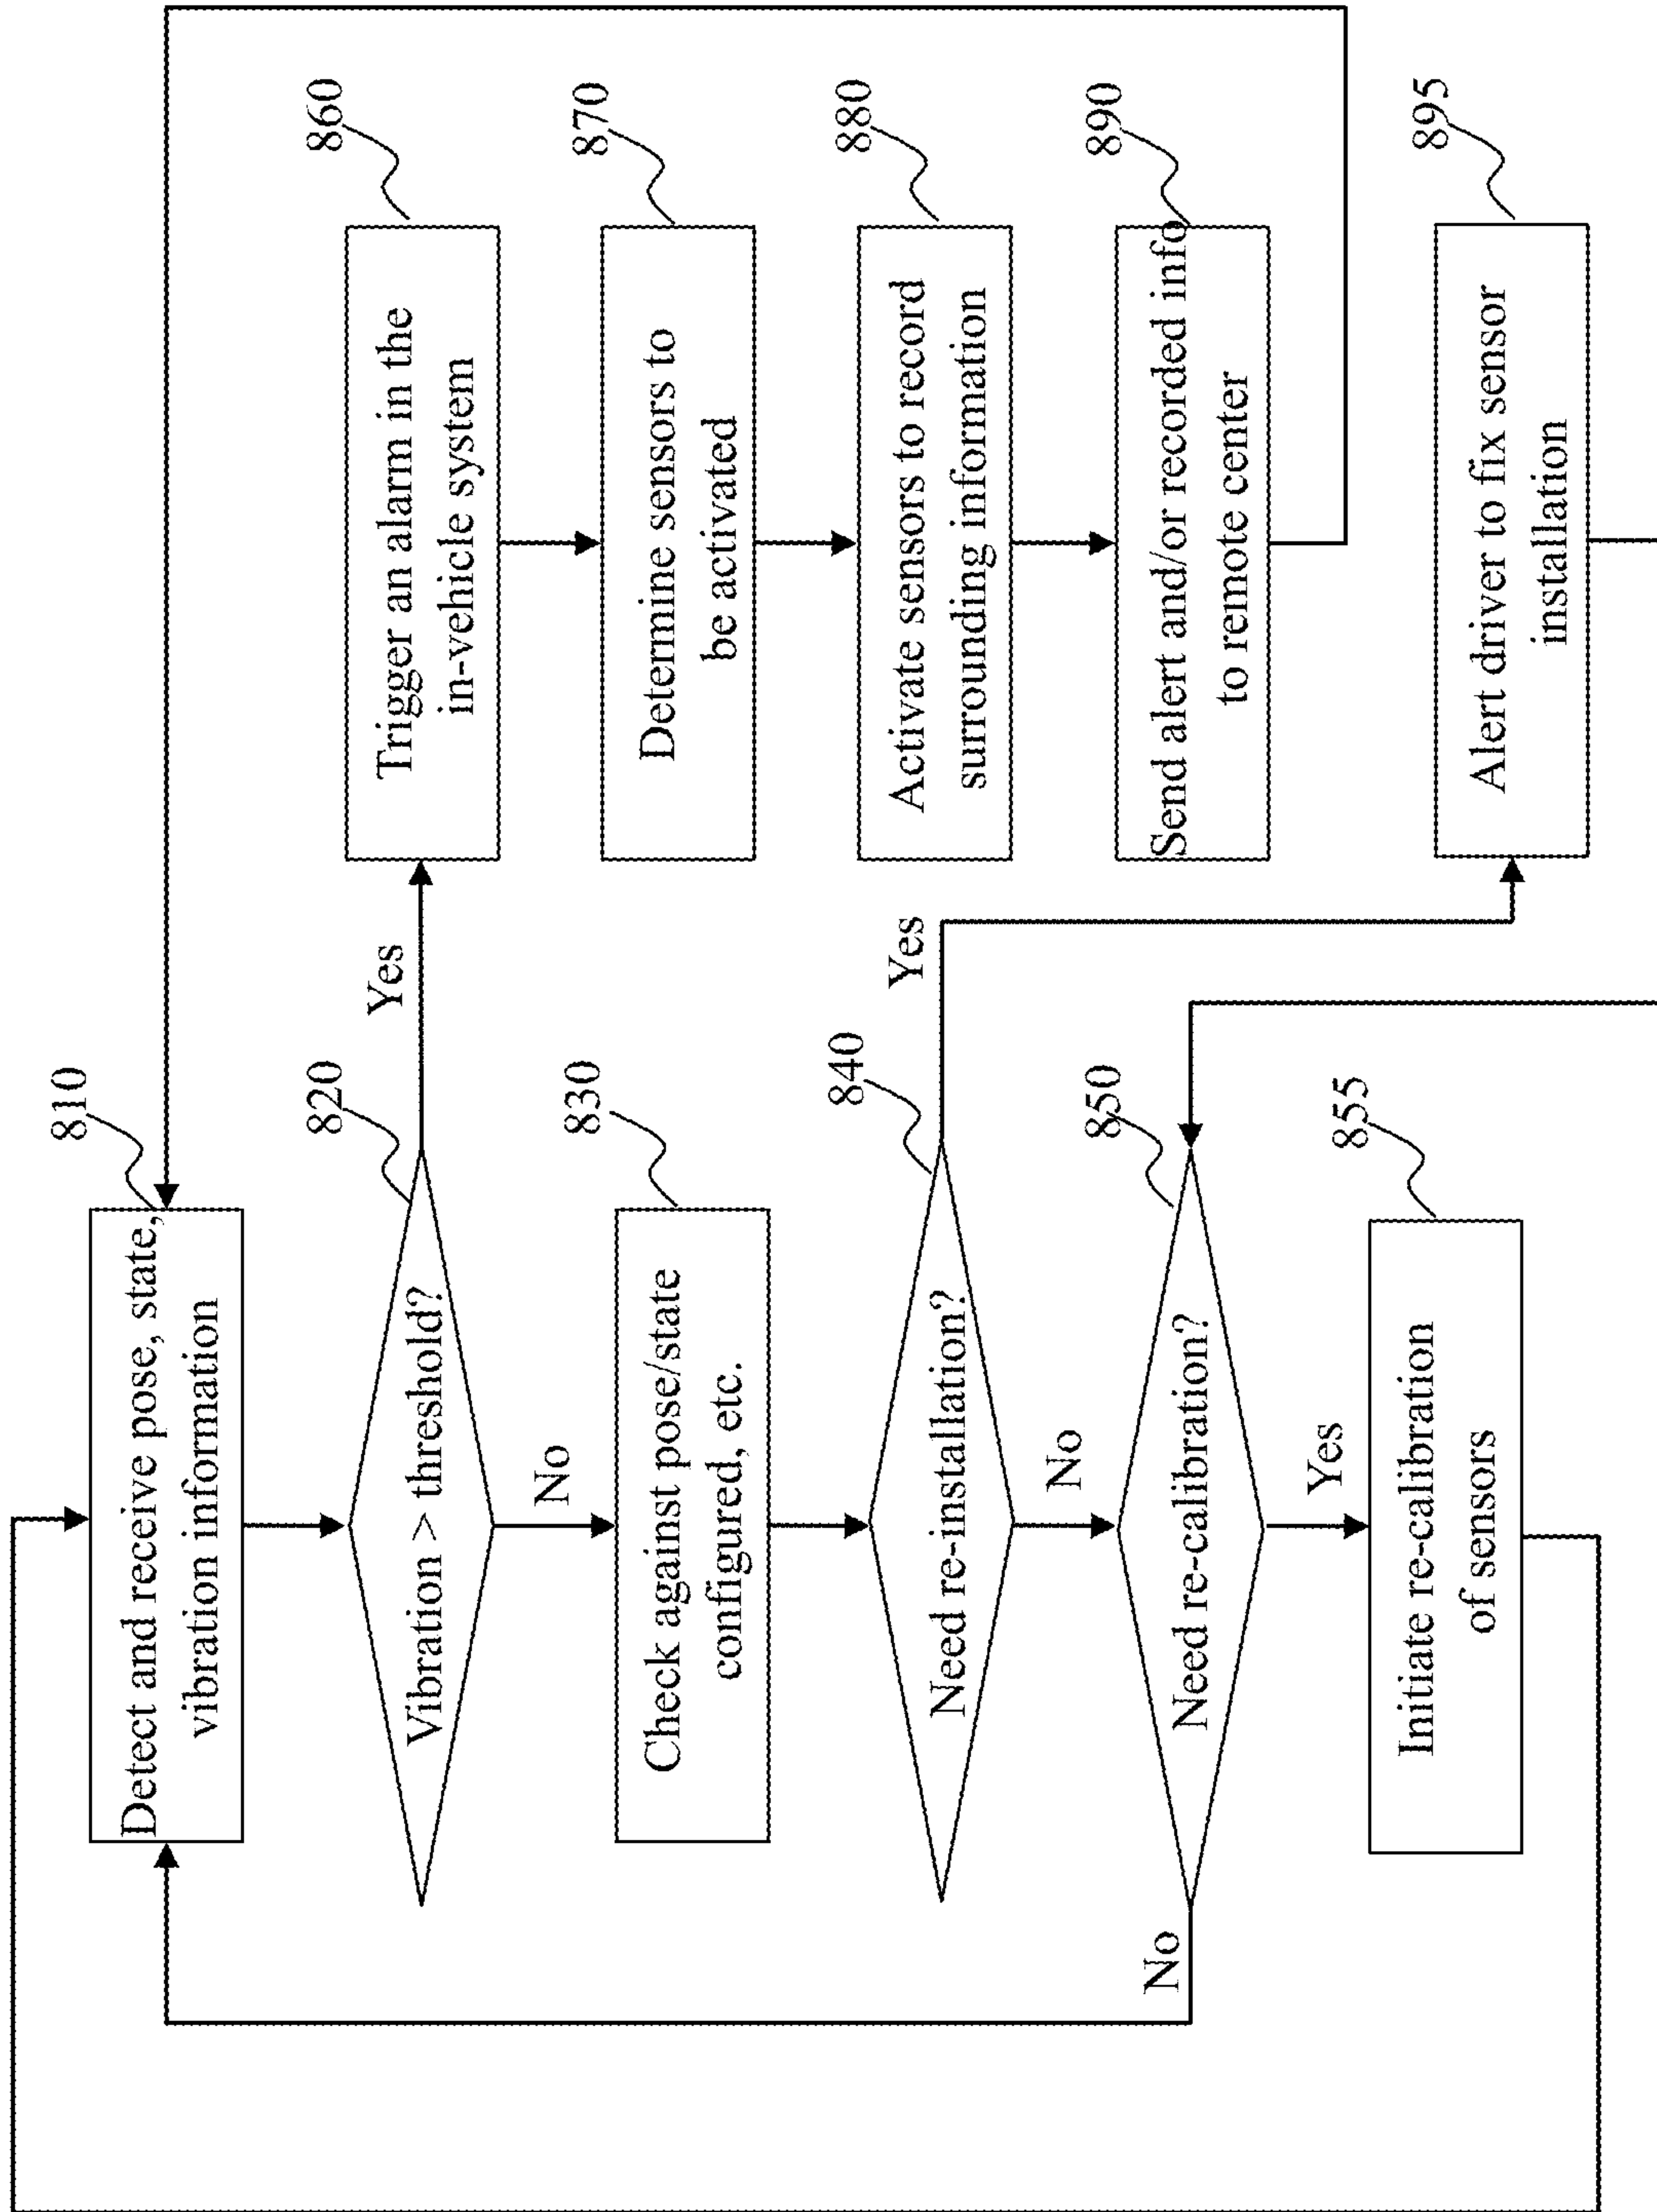 810
Detect and receive pose, state,
vibration information
820
Vibration > threshold?
Yes
No
830
Check against pose/state
configured, etc.
840
Need re-installation?
Yes
No
850
Need re-calibration?
No
Yes
855
Initiate re-calibration
of sensors
860
Trigger an alarm in the
in-vehicle system
870
Determine sensors to
be activated
880
Activate sensors to record
surrounding information
890
Send alert and/or recorded info
to remote center
895
Alert driver to fix sensor
installation